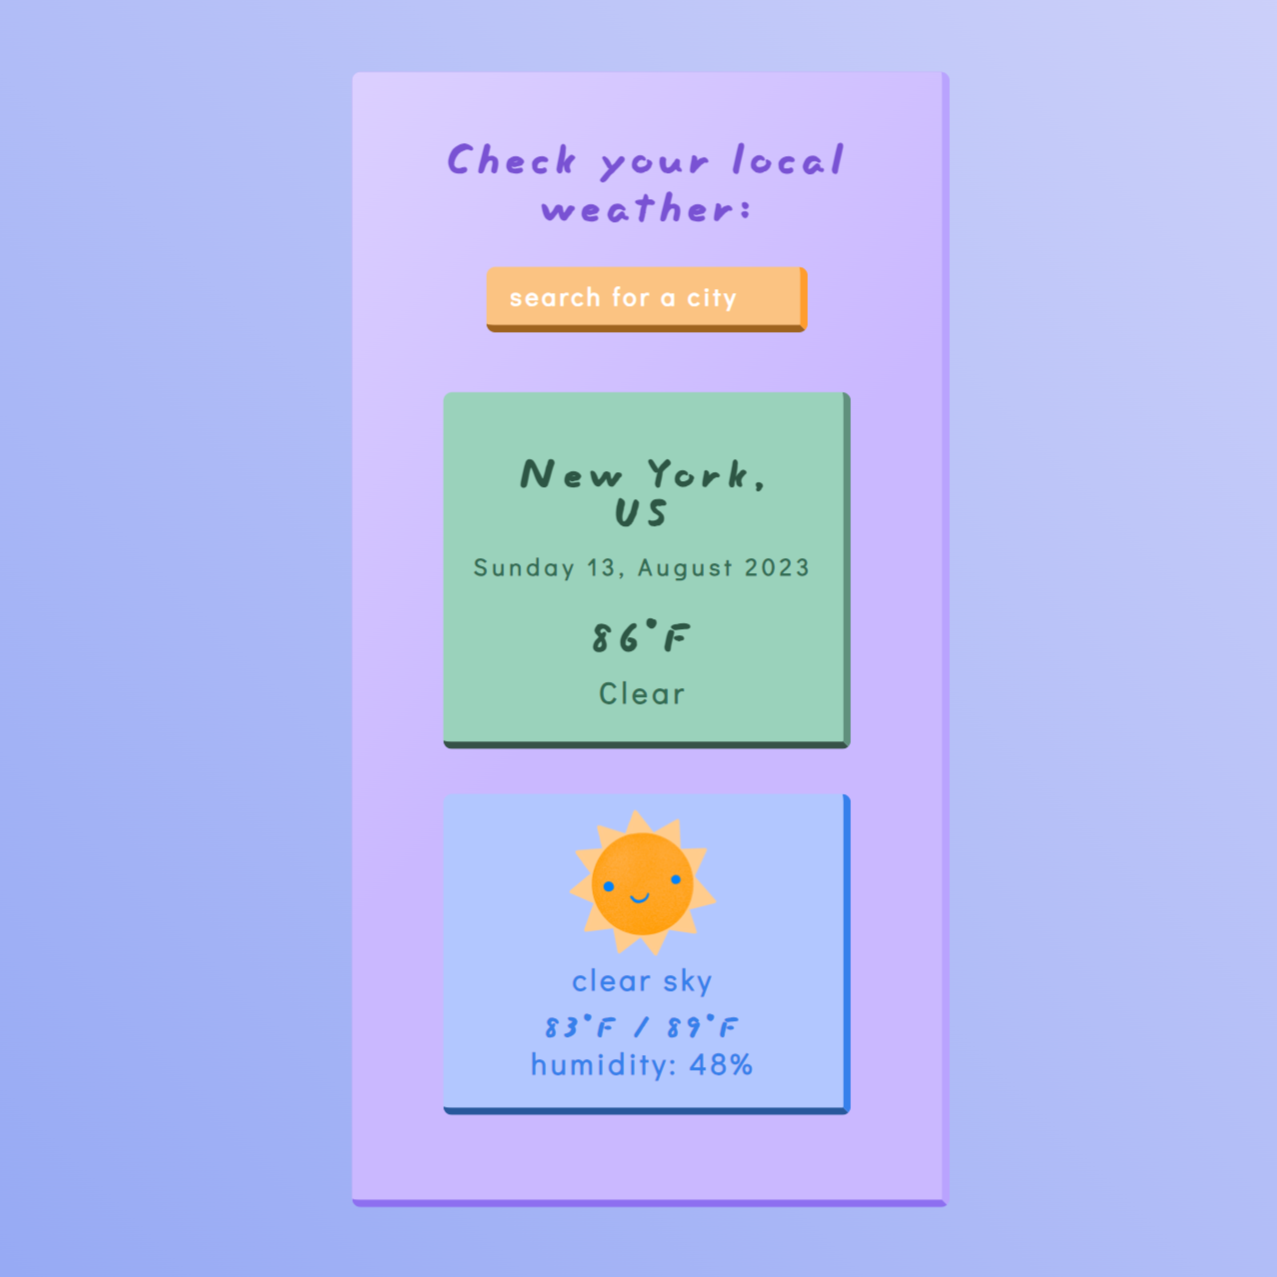 Check your local
weather:
search for a city
New York,
US
Sunday 13, August 2023
86°F
Clear
clear sky
83°F / 89°F
humidity: 48%